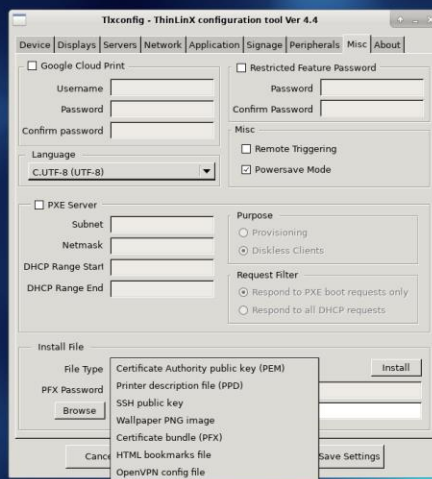 Tlxconfig - ThinLinX configuration tool Ver 4.4
Device Displays Servers Network Application Signage Peripherals Misc About
Google Cloud Print
Username
Password
Confirm password
Restricted Feature Password
Password
Confirm Password
Language
C.UTF-8 (UTF-8)
Misc
Remote Triggering
Powersave Mode
PXE Server
Subnet
Netmask
DHCP Range Start
DHCP Range End
Purpose
Provisioning
Diskless Clients
Request Filter
Respond to PXE boot requests only
Respond to all DHCP requests
Install File
File Type
Install
PFX Password
Browse
Certificate Authority public key (PEM)
Printer description file (PPD)
SSH public key
Wallpaper PNG image
Certificate bundle (PFX)
HTML bookmarks file
OpenVPN config file
Cance
Save Settings